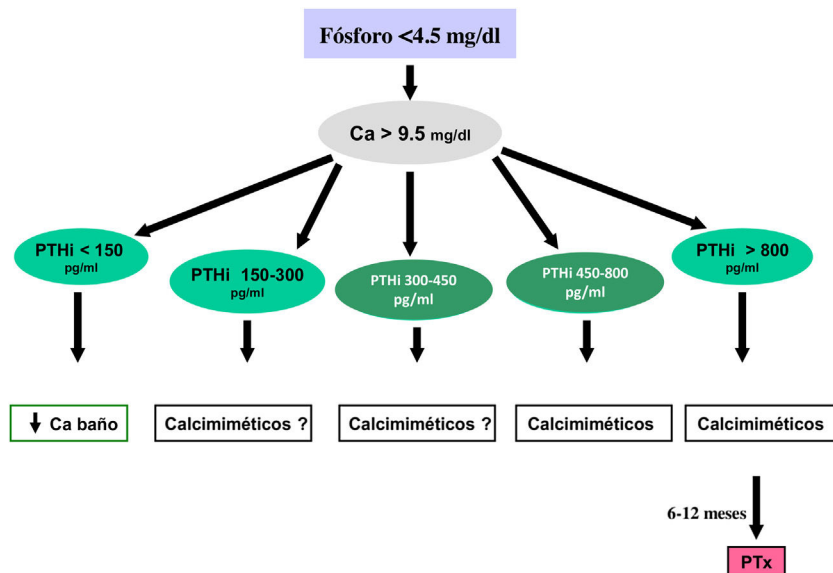 Fósforo <4.5 mg/dl
Ca > 9.5 mg/dl
PTHi < 150
pg/ml
PTHi 150-300
pg/ml
PTHi 300-450
pg/ml
PTHi 450-800
pg/ml
PTHi > 800
pg/ml
Ca baño
Calcimiméticos ?
Calcimiméticos ?
Calcimiméticos
Calcimiméticos
6-12 meses
PTx